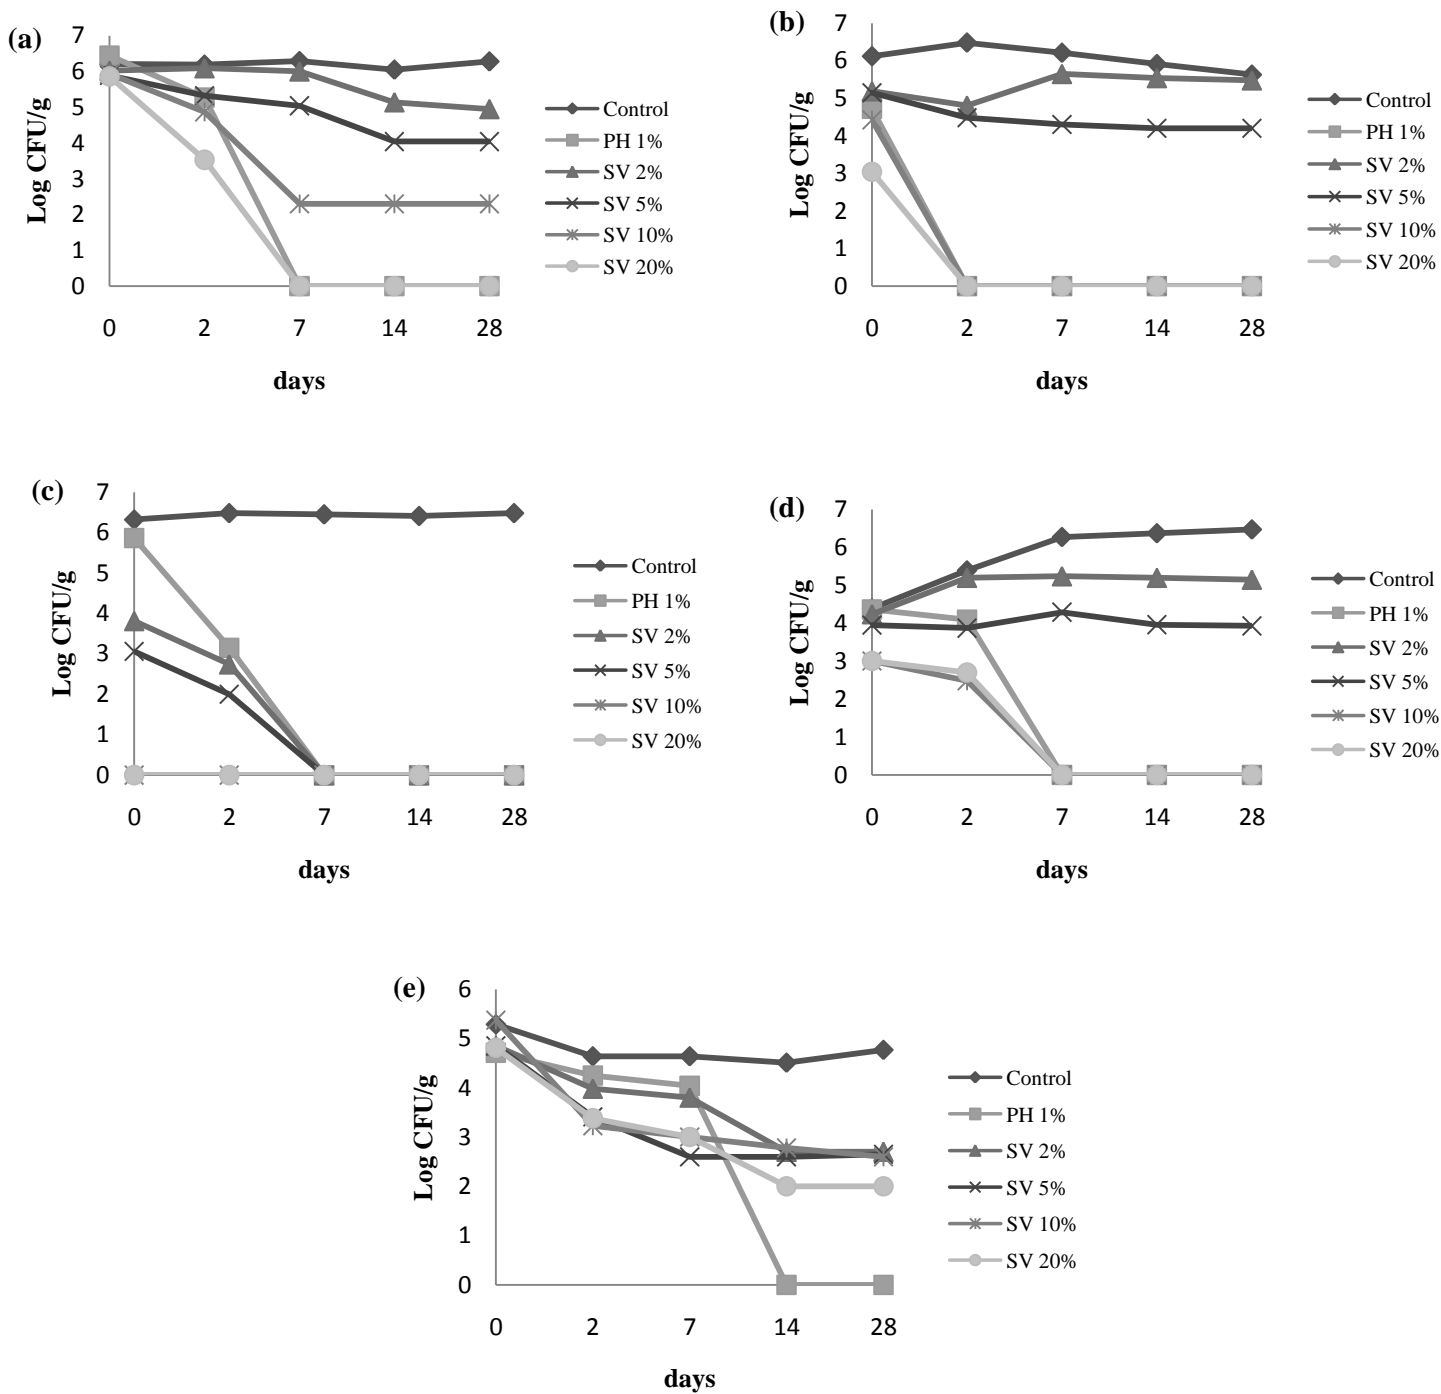 (a)
Log CFU/g
7
6
5
4
3
2
1
0
0 2 7 14 28
days
Control
PH 1%
SV 2%
SV 5%
SV 10%
SV 20%
(b)
Log CFU/g
7
6
5
4
3
2
1
0
0 2 7 14 28
days
Control
PH 1%
SV 2%
SV 5%
SV 10%
SV 20%
(c)
Log CFU/g
7
6
5
4
3
2
1
0
0 2 7 14 28
days
Control
PH 1%
SV 2%
SV 5%
SV 10%
SV 20%
(d)
Log CFU/g
7
6
5
4
3
2
1
0
0 2 7 14 28
days
Control
PH 1%
SV 2%
SV 5%
SV 10%
SV 20%
(e)
Log CFU/g
6
5
4
3
2
1
0
0 2 7 14 28
days
Control
PH 1%
SV 2%
SV 5%
SV 10%
SV 20%